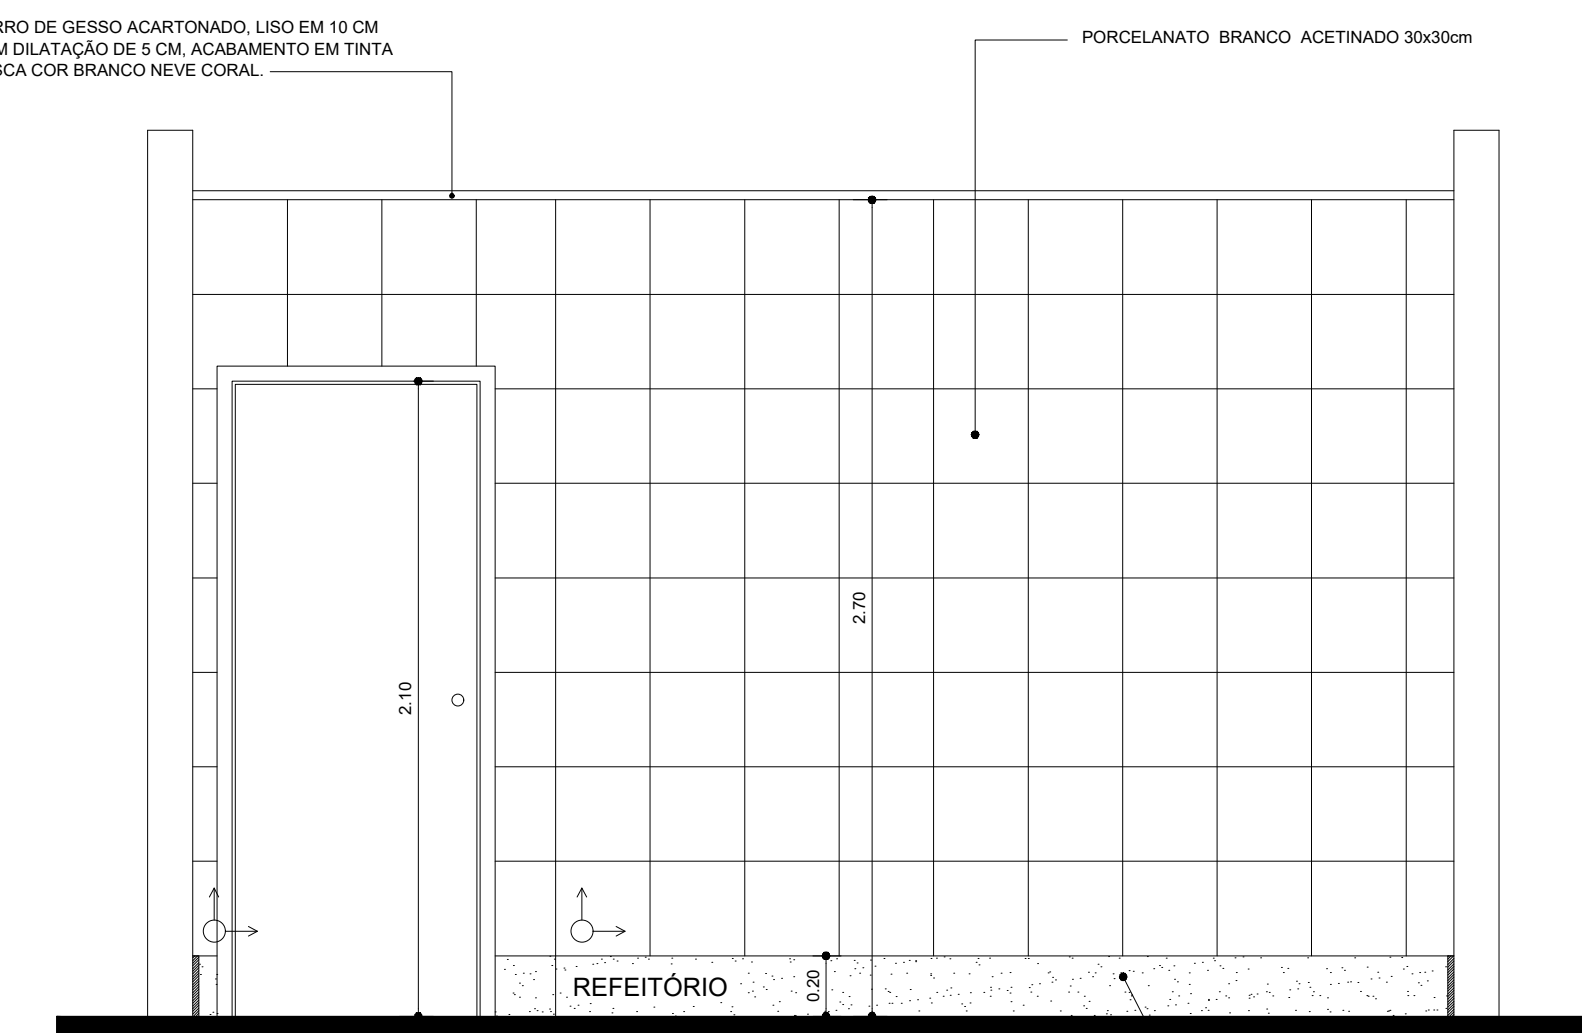 RRO DE GESSO ACARTONADO, LISO EM 10 CM
M DILATAÇÃO DE 5 CM, ACABAMENTO EM TINTA
SCA COR BRANCO NEVE CORAL.
PORCELANATO BRANCO ACETINADO 30x30cm
2.70
2.10
0.20
REFEITÓRIO